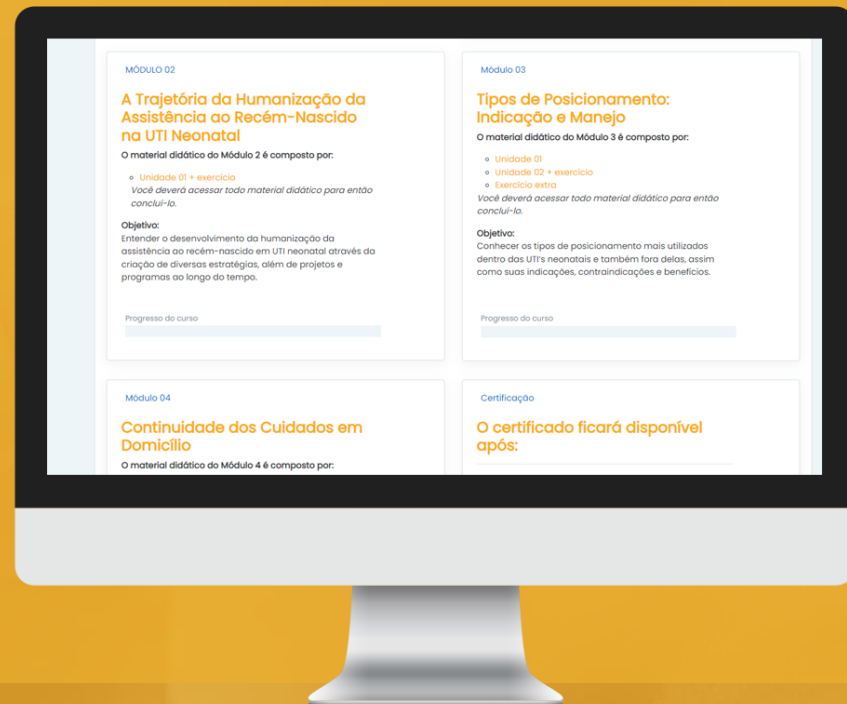 MÓDULO 02
A Trajetória da Humanização da
Assistência ao Recém-Nascido
na UTI Neonatal
O material didático do Módulo 2 é composto por:
Unidade 01 + exercício
Você deverá acessar todo material didático para então
concluí-lo.
Objetivo:
Entender o desenvolvimento da humanização da
assistência ao recém-nascido em UTI neonatal através da
criação de diversas estratégias, além de projetos e
programas ao longo do tempo.
Progresso do curso
Módulo 03
Tipos de Posicionamento:
Indicação e Manejo
O material didático do Módulo 3 é composto por:
Unidade 01
Unidade 02 + exercício
Exercício extra
Você deverá acessar todo material didático para então
concluí-lo.
Objetivo:
Conhecer os tipos de posicionamento mais utilizados
dentro das UTI's neonatais e também fora delas, assim
como suas indicações, contraindicações e benefícios.
Progresso do curso
Módulo 04
Continuidade dos Cuidados em
Domicílio
O material didático do Módulo 4 é composto por:
Certificação
O certificado ficará disponível
após: